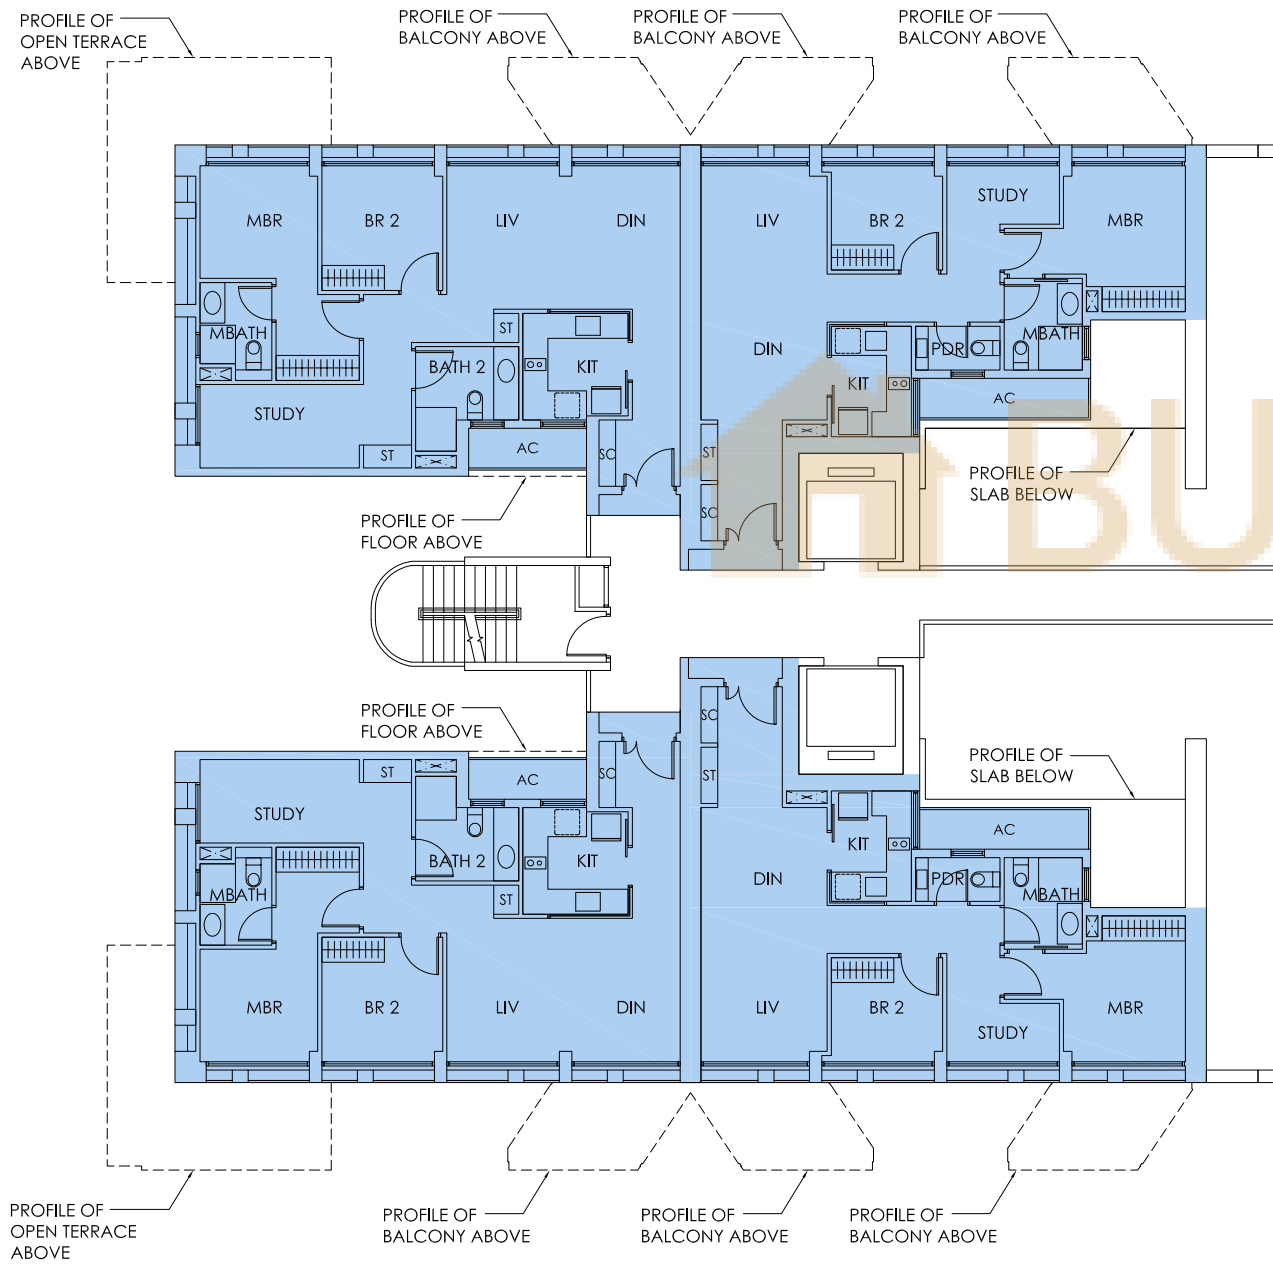 PROFILE OF
OPEN TERRACE
ABOVE
PROFILE OF
BALCONY ABOVE
PROFILE OF
BALCONY ABOVE
PROFILE OF
BALCONY ABOVE
MBR
BR 2
LIV
DIN
LIV
BR 2
STUDY
MBR
MBATH
ST
BATH 2
KIT
DIN
PDR
MBATH
KIT
AC
STUDY
ST
AC
SC
ST
SC
PROFILE OF
SLAB BELOW
BU
PROFILE OF
FLOOR ABOVE
PROFILE OF
FLOOR ABOVE
SC
ST
PROFILE OF
SLAB BELOW
ST
AC
SC
STUDY
AC
BATH 2
KIT
KIT
MBATH
ST
DIN
PDR
MBATH
MBR
BR 2
LIV
DIN
LIV
BR 2
STUDY
MBR
PROFILE OF
OPEN TERRACE
ABOVE
PROFILE OF
BALCONY ABOVE
PROFILE OF
BALCONY ABOVE
PROFILE OF
BALCONY ABOVE